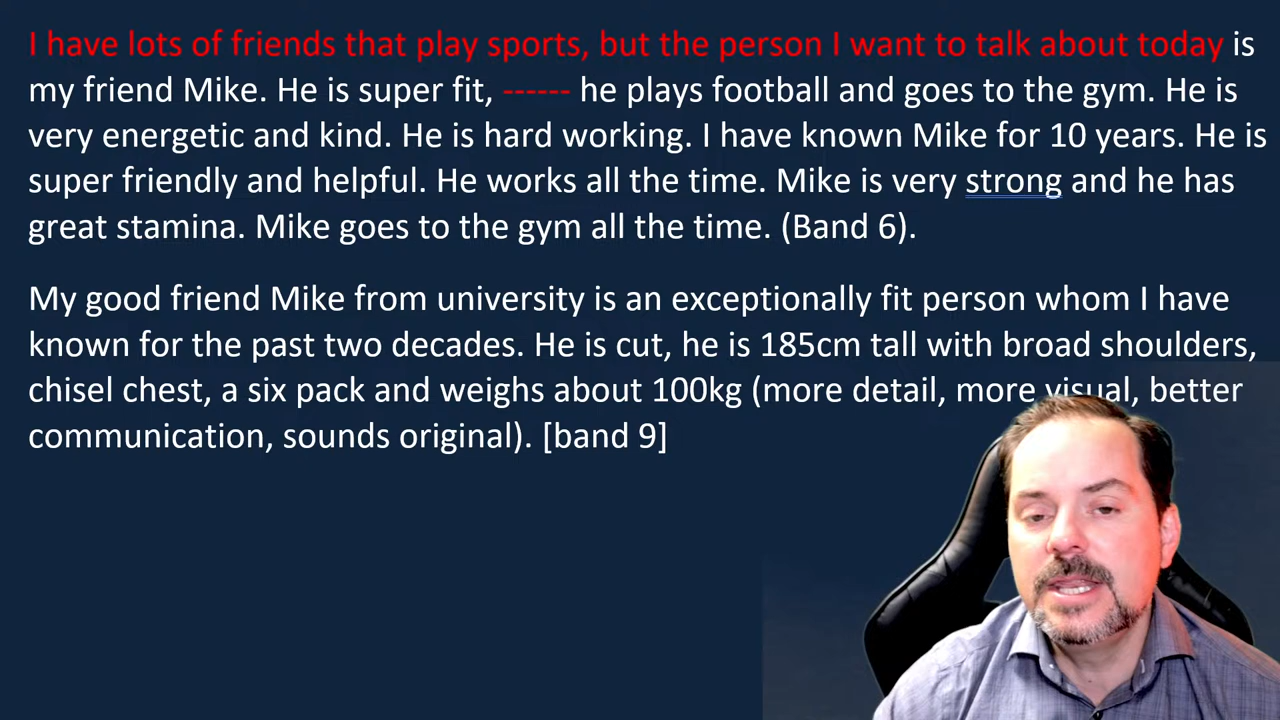 I have lots of friends that play sports, but the person I want to talk about today is
my friend Mike. He is super fit, ------ he plays football and goes to the gym. He is
very energetic and kind. He is hard working. I have known Mike for 10 years. He is
super friendly and helpful. He works all the time. Mike is very strong and he has
great stamina. Mike goes to the gym all the time. (Band 6).
My good friend Mike from university is an exceptionally fit person whom I have
known for the past two decades. He is cut, he is 185cm tall with broad shoulders,
chisel chest, a six pack and weighs about 100kg (more detail, more visual, better
communication, sounds original). [band 9]